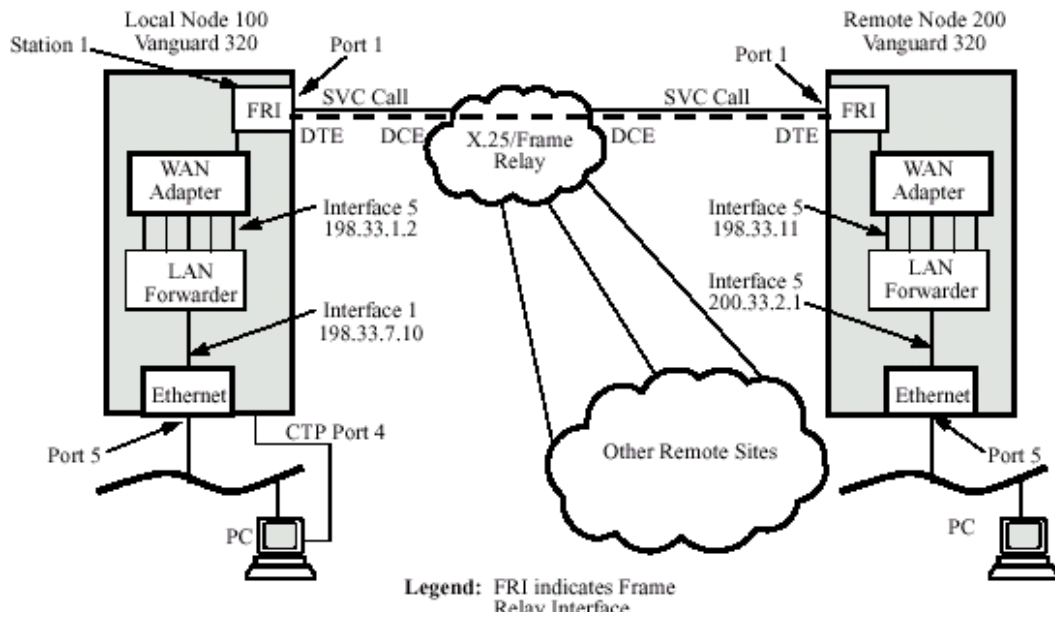 Local Node 100
Vanguard 320
Remote Node 200
Vanguard 320
Station 1
Port 1
Port 1
FRI
SVC Call
SVC Call
FRI
DTE
DCE
X.25/Frame
Relay
DCE
DTE
WAN
Adapter
WAN
Adapter
Interface 5
198.33.1.2
Interface 5
198.33.11
LAN
Forwarder
LAN
Forwarder
Interface 5
200.33.2.1
Interface 1
198.33.7.10
Ethernet
Ethernet
CTP Port 4
Port 5
Other Remote Sites
Port 5
PC
PC
Legend: FRI indicates Frame
Relay Interface